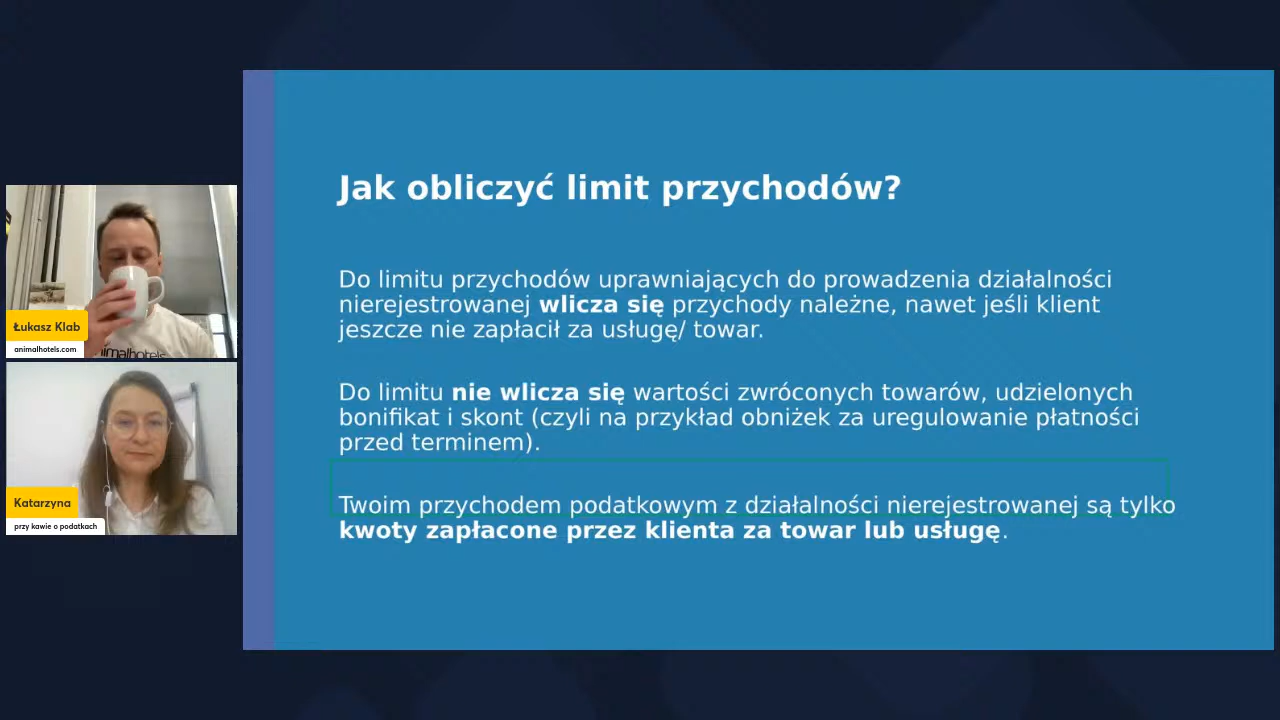 Jak obliczyć limit przychodów?
Do limitu przychodów uprawniających do prowadzenia działalności
nierejestrowanej wlicza się przychody należne, nawet jeśli klient
jeszcze nie zapłacił za usługę/ towar.
Do limitu nie wlicza się wartości zwróconych towarów, udzielonych
bonifikat i skont (czyli na przykład obniżek za uregulowanie płatności
przed terminem).
Twoim przychodem podatkowym z działalności nierejestrowanej są tylko
kwoty zapłacone przez klienta za towar lub usługę.
Łukasz Klab
animalhotels.com
nimalhotels
Katarzyna
przy kawie o podatkach